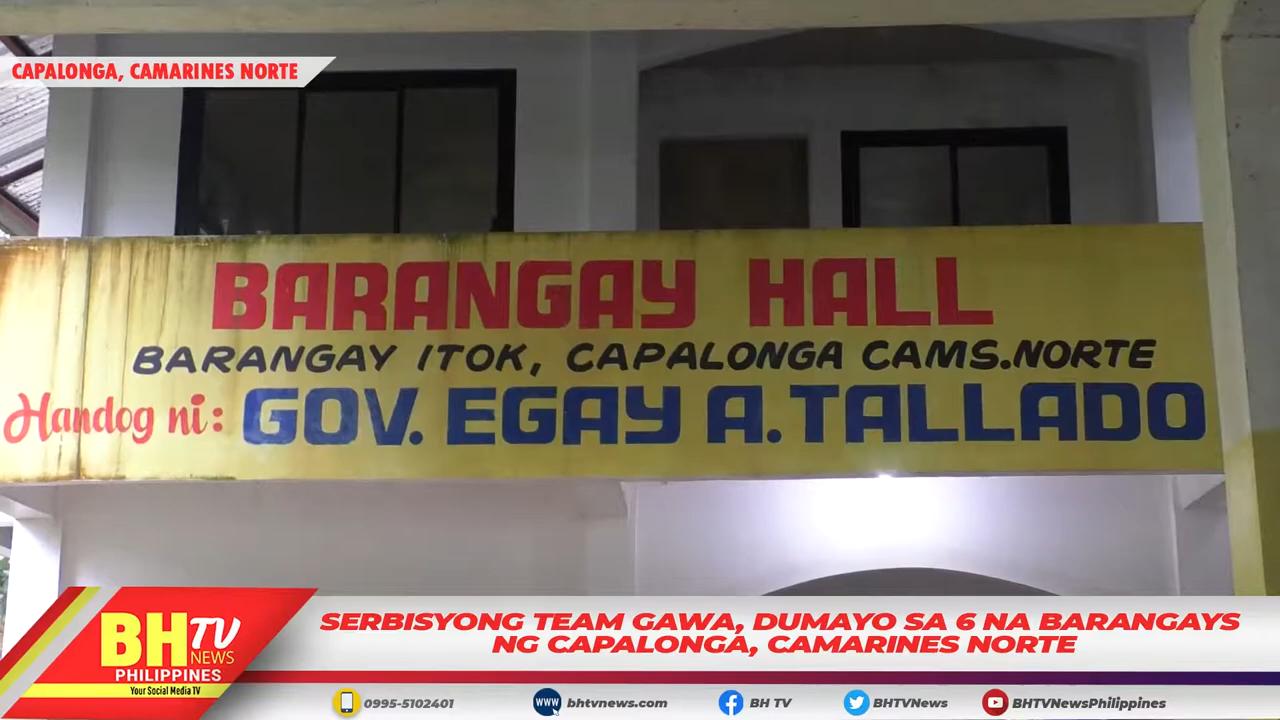 CAPALONGA, CAMARINES NORTE
BARANGAY HALL
BARANGAY ITOK, CAPALONGA CAMS.NORTE
Handog ni: GOV. EGAY A. TALLADO
SERBISYONG TEAM GAWA, DUMAYO SA 6 NA BARANGAYS
NG CAPALONGA, CAMARINES NORTE
BH TV
NEWS
PHILIPPINES
Your Social Media TV
0995-5102401
WWW bhtvnews.com
BH TV
BHTVNews
BHTVNewsPhilippines